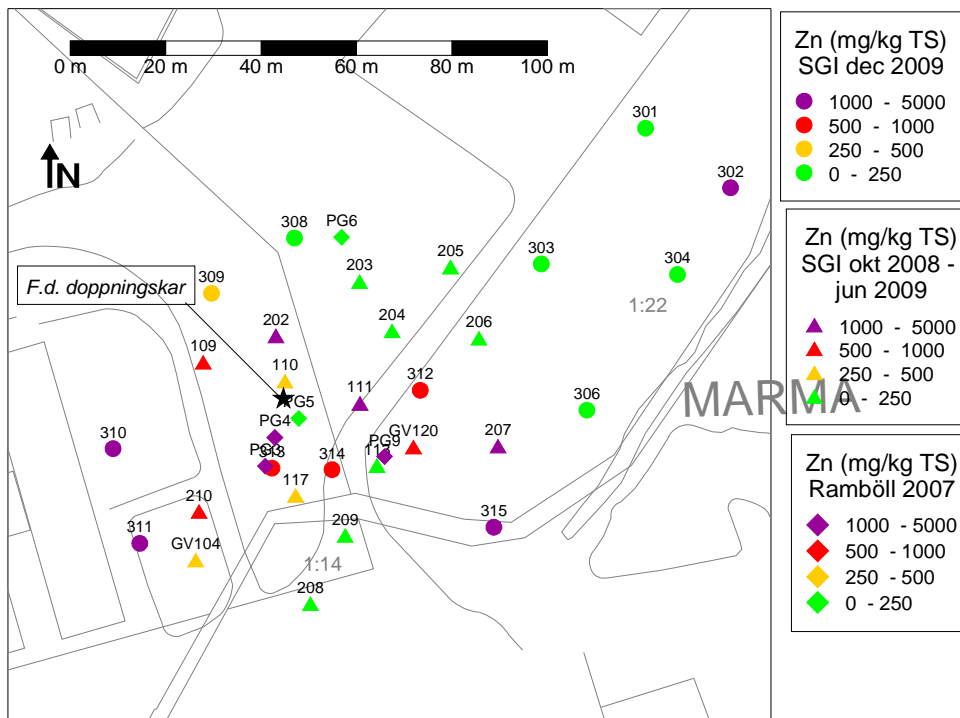 0 m 20 m 40 m 60 m 80 m 100 m
N
301
302
308
PG6
303
205
304
203
309
F.d. doppningskar
1:22
202
204
206
109
110
312
111
MARMA
PG5
PG4
GV120
310
PG9
207
PG3
313
314
117
210
315
311
209
GV104
1:14
208
Zn (mg/kg TS)
SGI dec 2009
1000 - 5000
500 - 1000
250 - 500
0 - 250
Zn (mg/kg TS)
SGI okt 2008 -
jun 2009
1000 - 5000
500 - 1000
250 - 500
0 - 250
Zn (mg/kg TS)
Ramböll 2007
1000 - 5000
500 - 1000
250 - 500
0 - 250
306